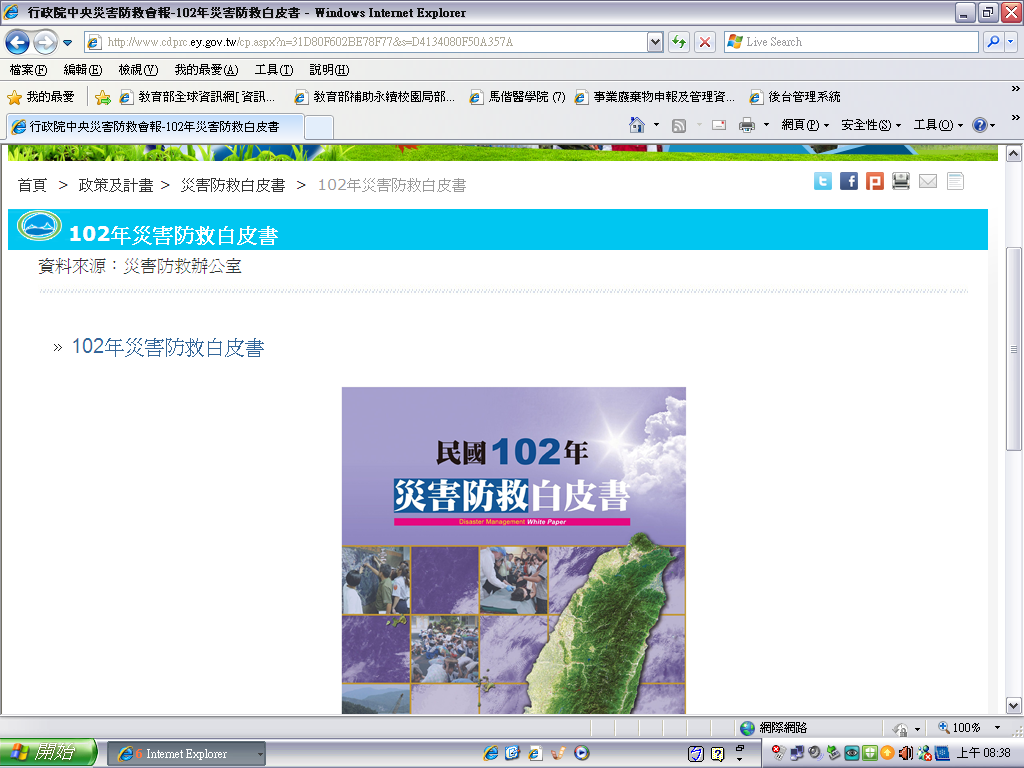 行政院中央災害防救會報-102年災害防救白皮書 - Windows Internet Explorer
http://www.cdprc.ey.gov.tw/cp.aspx?n=31D80F602BE78F77&s=D4134080F50A357A
Live Search
檔案(F) 編輯(E) 檢視(V) 我的最愛(A) 工具(T) 說明(H)
我的最愛 教育部全球資訊網[資訊... 教育部補助永續校園局部... 馬偕醫學院 (7) 事業廢棄物申報及管理資... 後台管理系統
行政院中央災害防救會報-102年災害防救白皮書
網頁(P) 安全性(S) 工具(O)
首頁 > 政策及計畫 > 災害防救白皮書 > 102年災害防救白皮書
102年災害防救白皮書
資料來源：災害防救辦公室
» 102年災害防救白皮書
民國102年
災害防救白皮書
Disaster Management White Paper
網際網路 100%
開始 6 Internet Explorer 上午 08:38